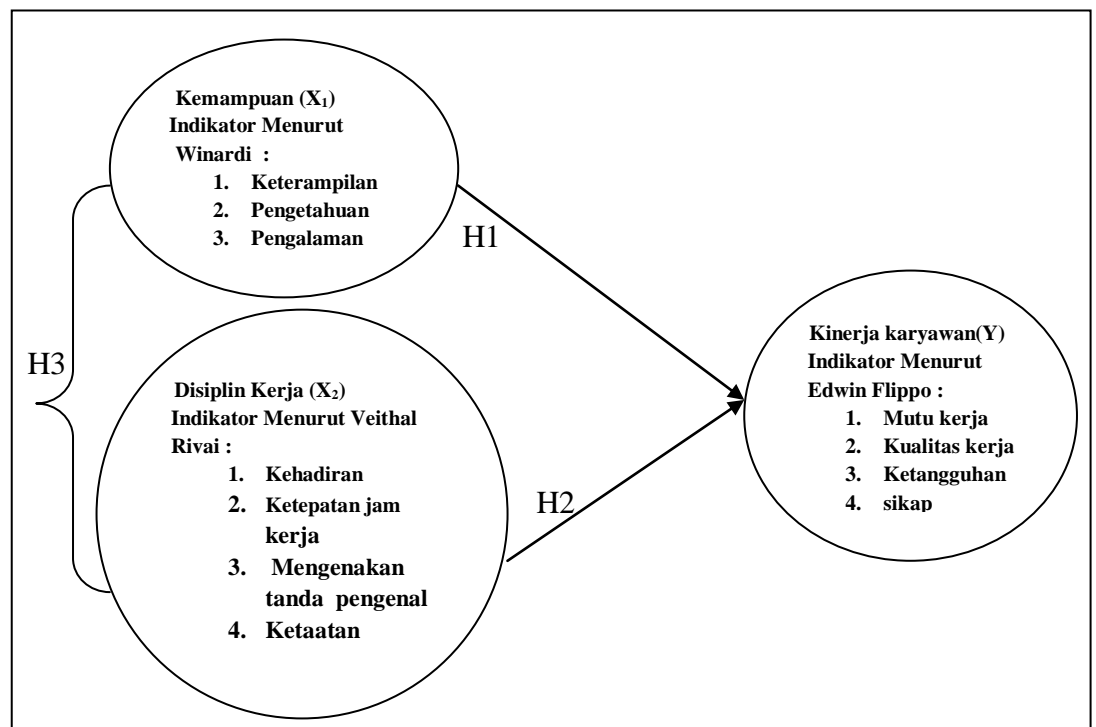 Kemampuan (X₁)
Indikator Menurut
Winardi :
1. Keterampilan
2. Pengetahuan
3. Pengalaman
H1
H3
Disiplin Kerja (X₂)
Indikator Menurut Veithal
Rivai :
1. Kehadiran
2. Ketepatan jam
kerja
3. Mengenakan
tanda pengenal
4. Ketaatan
H2
Kinerja karyawan(Y)
Indikator Menurut
Edwin Flippo :
1. Mutu kerja
2. Kualitas kerja
3. Ketangguhan
4. sikap